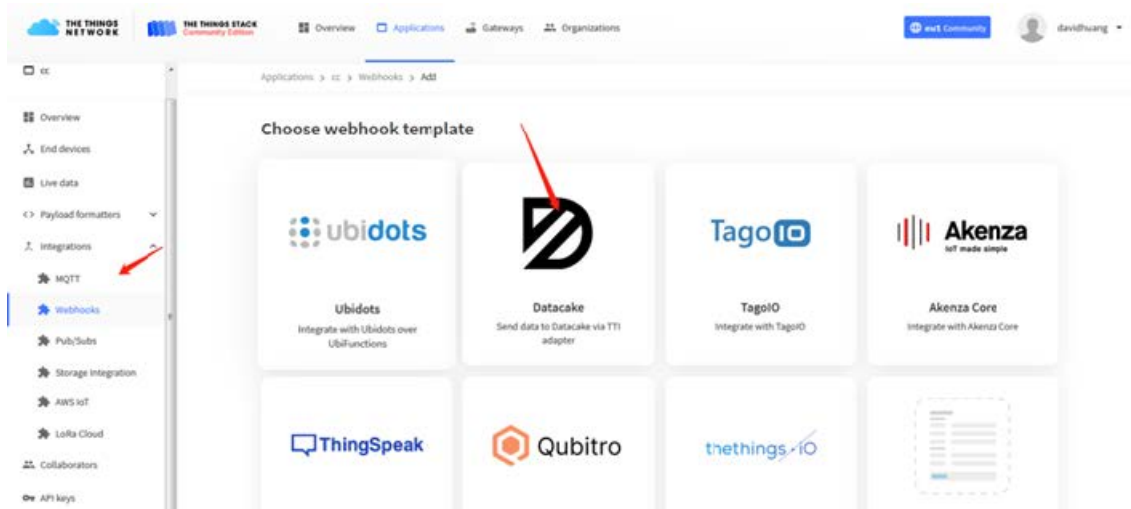 THE THINGS
NETWORK
THE THINGS STACK
Community Edition
Overview
Applications
Gateways
Organizations
eu1 Community
davidhuang
cc
Overview
End devices
Live data
Payload formatters
Integrations
MQTT
Webhooks
Pub/Subs
Storage Integration
AWS IoT
LoRa Cloud
Collaborators
API keys
Applications > cc > Webhooks > Add
Choose webhook template
ubidots
Ubidots
Integrate with Ubidots over
UbiFunctions
Datacake
Send data to Datacake via TTI
adapter
Tago IO
TagoIO
Integrate with TagoIO
Akenza
IoT made simple
Akenza Core
Integrate with Akenza Core
ThingSpeak
Qubitro
thethings.iO